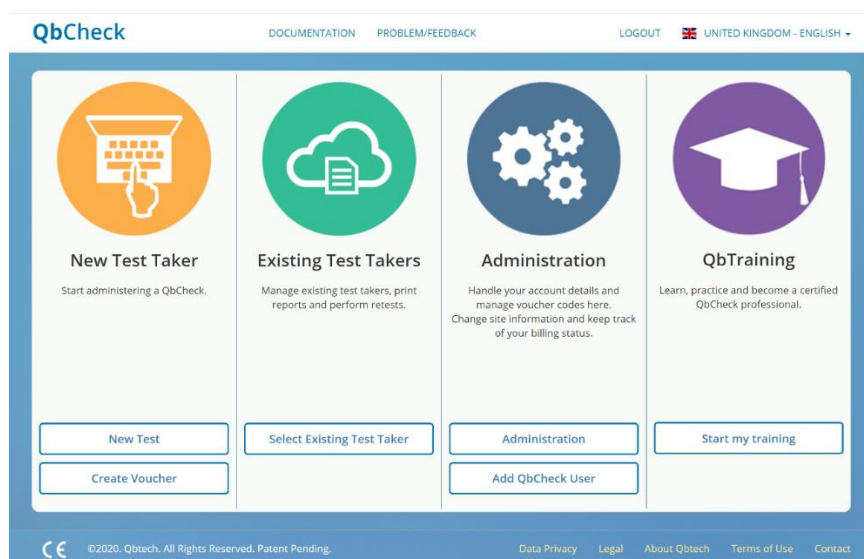 QbCheck
DOCUMENTATION PROBLEM/FEEDBACK LOGOUT UNITED KINGDOM - ENGLISH
New Test Taker
Start administering a QbCheck.
New Test
Create Voucher
Existing Test Takers
Manage existing test takers, print
reports and perform retests.
Select Existing Test Taker
Administration
Handle your account details and
manage voucher codes here.
Change site information and keep track
of your billing status.
Administration
Add QbCheck User
QbTraining
Learn, practice and become a certified
QbCheck professional.
Start my training
CE ©2020. Qbtech. All Rights Reserved. Patent Pending. Data Privacy Legal About Qbtech Terms of Use Contact